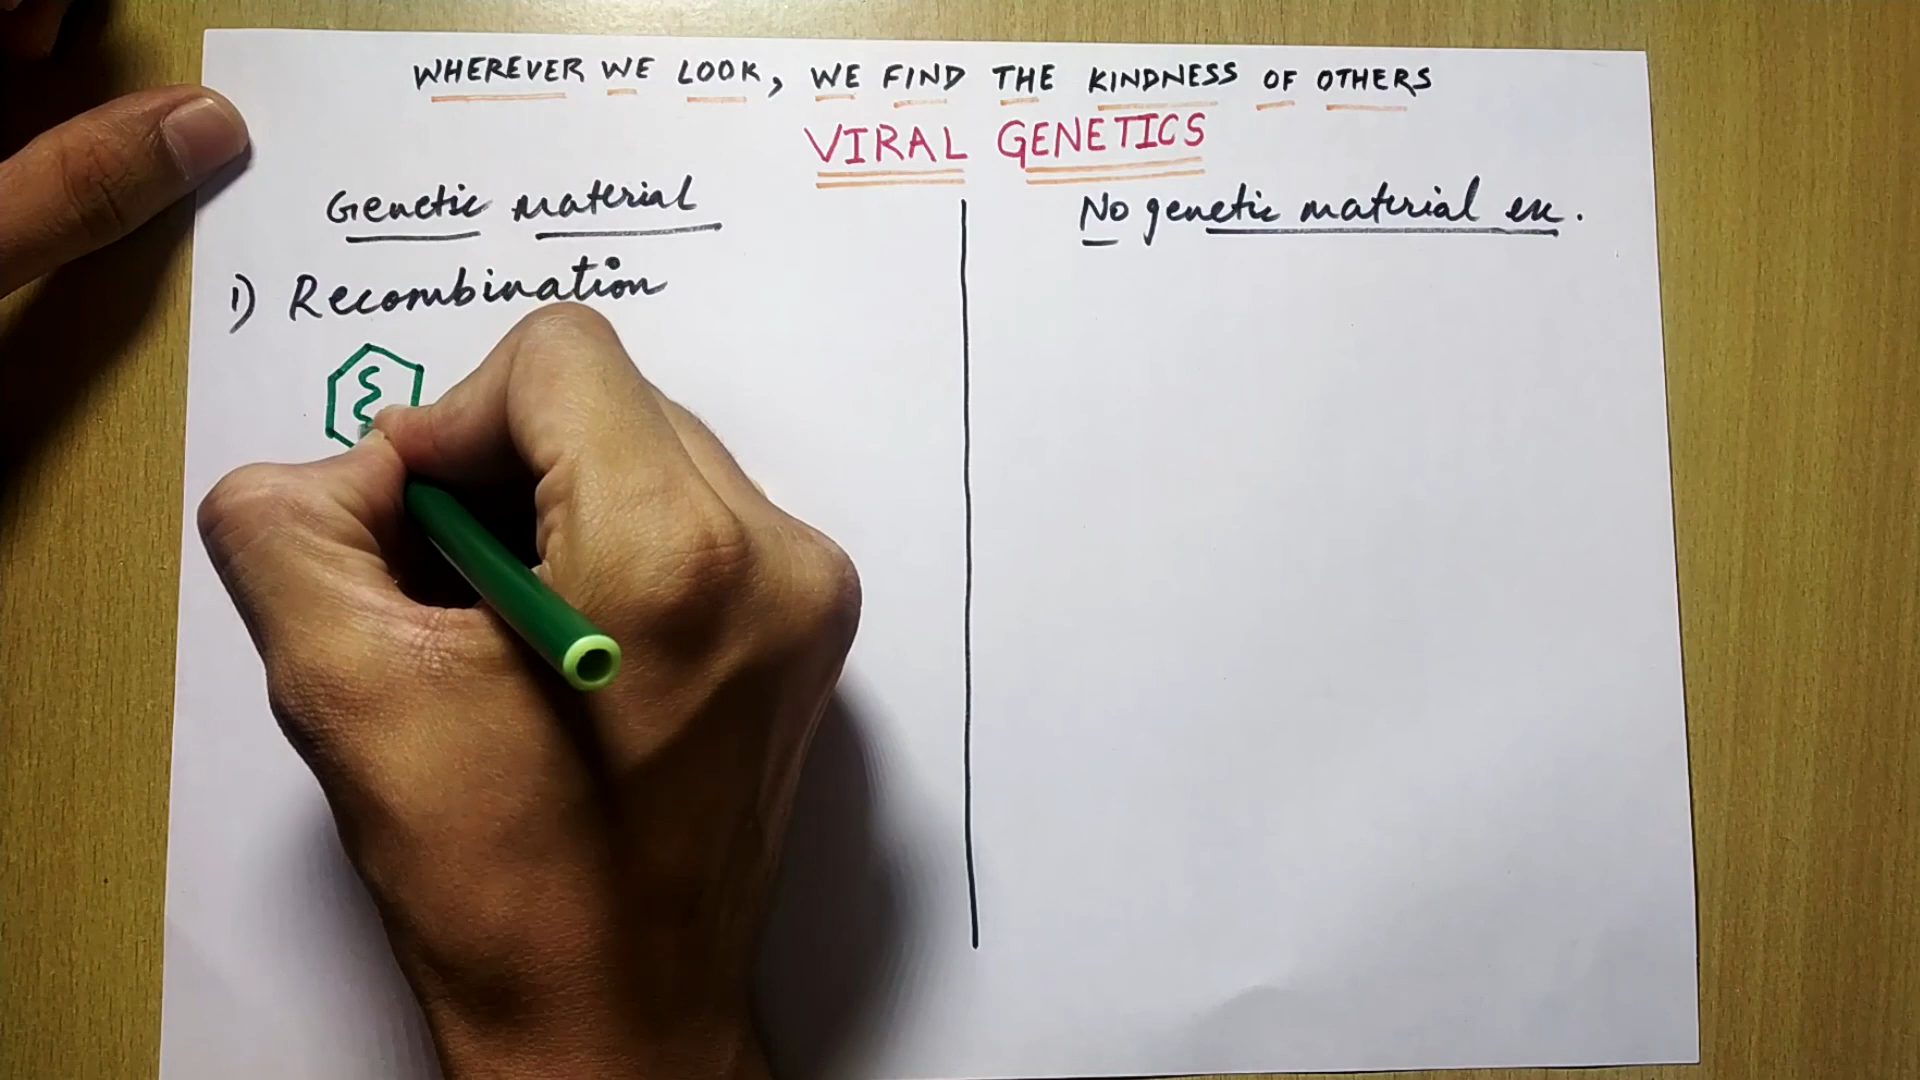 WHEREVER WE LOOK, WE FIND THE KINDNESS OF OTHERS
VIRAL GENETICS
Genetic material
No genetic material ex.
1) Recombination